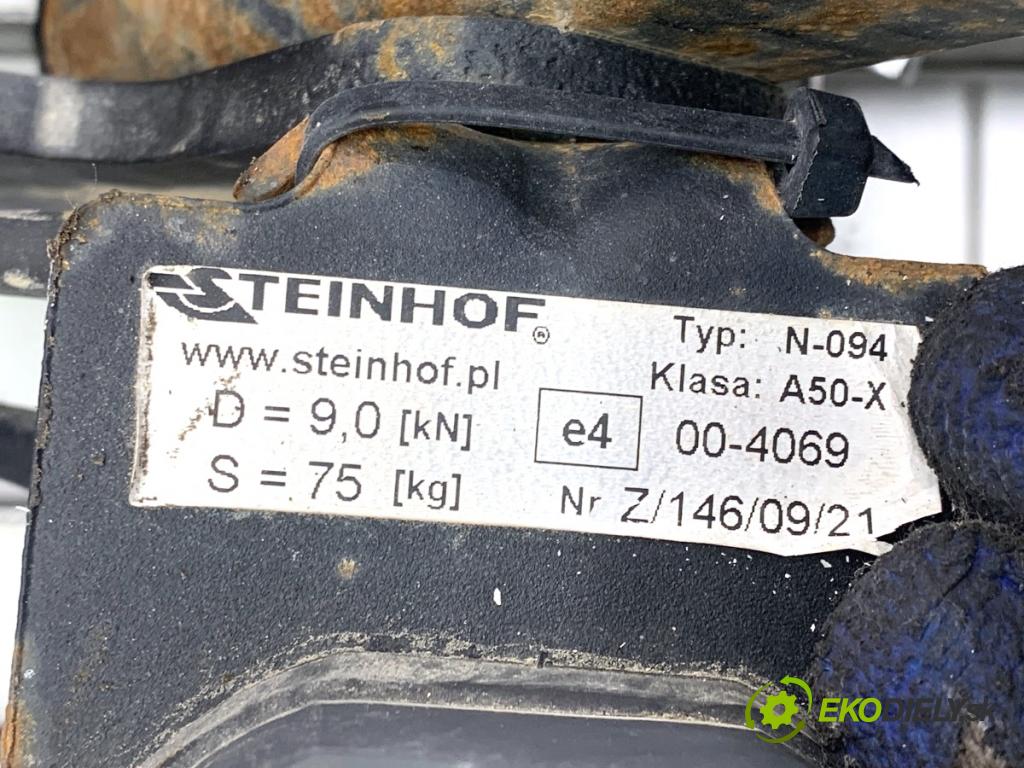 STEINHOF ®
www.steinhof.pl
D = 9,0 [kN]
S = 75 [kg]
e4
Typ: N-094
Klasa: A50-X
00-4069
Nr Z/146/09/21
EKODIELY.SK